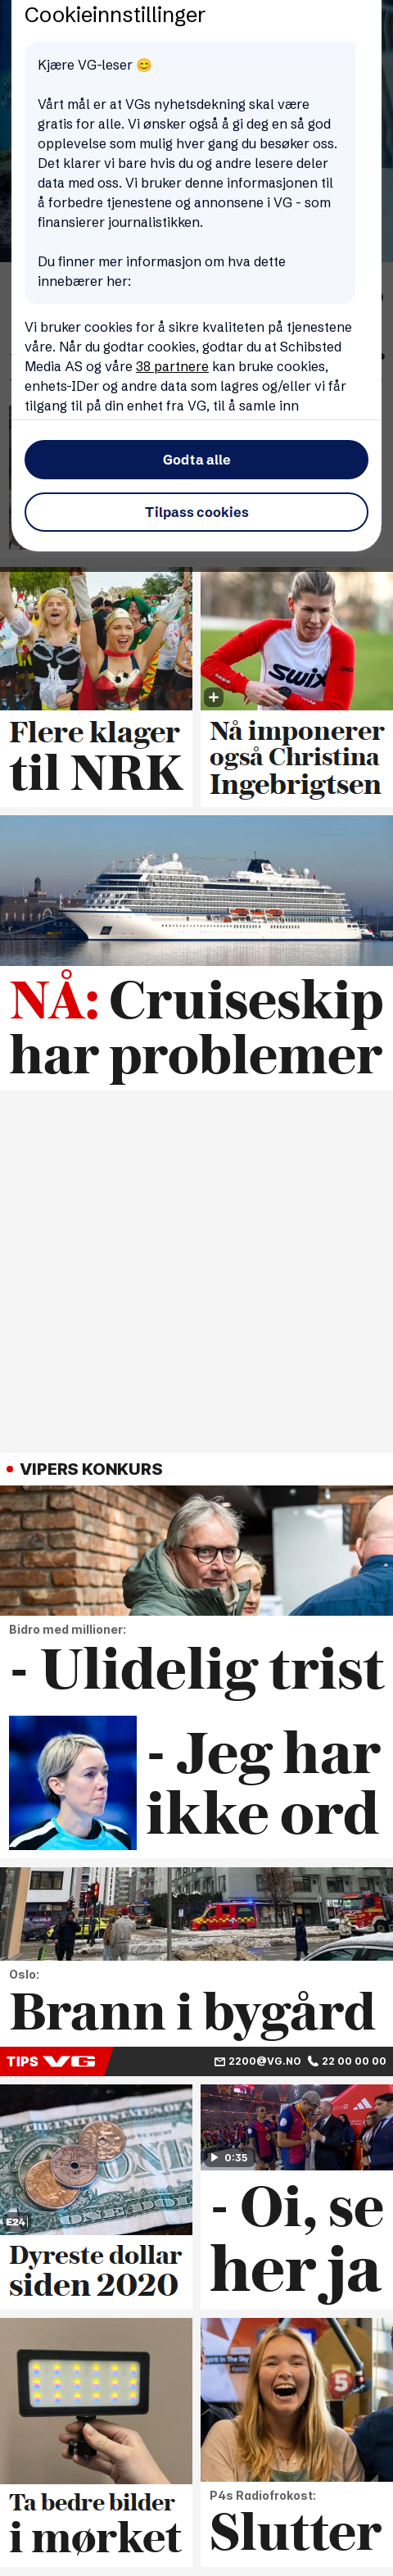 Cookieinnstillinger
Kjære VG-leser 😊
Vårt mål er at VGs nyhetsdekning skal være
gratis for alle. Vi ønsker også å gi deg en så god
opplevelse som mulig hver gang du besøker oss.
Det klarer vi bare hvis du og andre lesere deler
data med oss. Vi bruker denne informasjonen til
å forbedre tjenestene og annonsene i VG - som
finansierer journalistikken.
Du finner mer informasjon om hva dette
innebærer her:
Vi bruker cookies for å sikre kvaliteten på tjenestene
våre. Når du godtar cookies, godtar du at Schibsted
Media AS og våre 38 partnere kan bruke cookies,
enhets-IDer og andre data som lagres og/eller vi får
tilgang til på din enhet fra VG, til å samle inn
Godta alle
Tilpass cookies
SWIX
Flere klager
til NRK
Nå imponerer
også Christina
Ingebrigtsen
NÅ: Cruiseskip
har problemer
VIPERS KONKURS
Bidro med millioner:
- Ulidelig trist
- Jeg har
ikke ord
Oslo:
Brann i bygård
TIPS VG
2200@VG.NO 22 00 00 00
E24
Dyreste dollar
siden 2020
0:35
- Oi, se
her ja
Ta bedre bilder
i mørket
P4s Radiofrokost:
Slutter